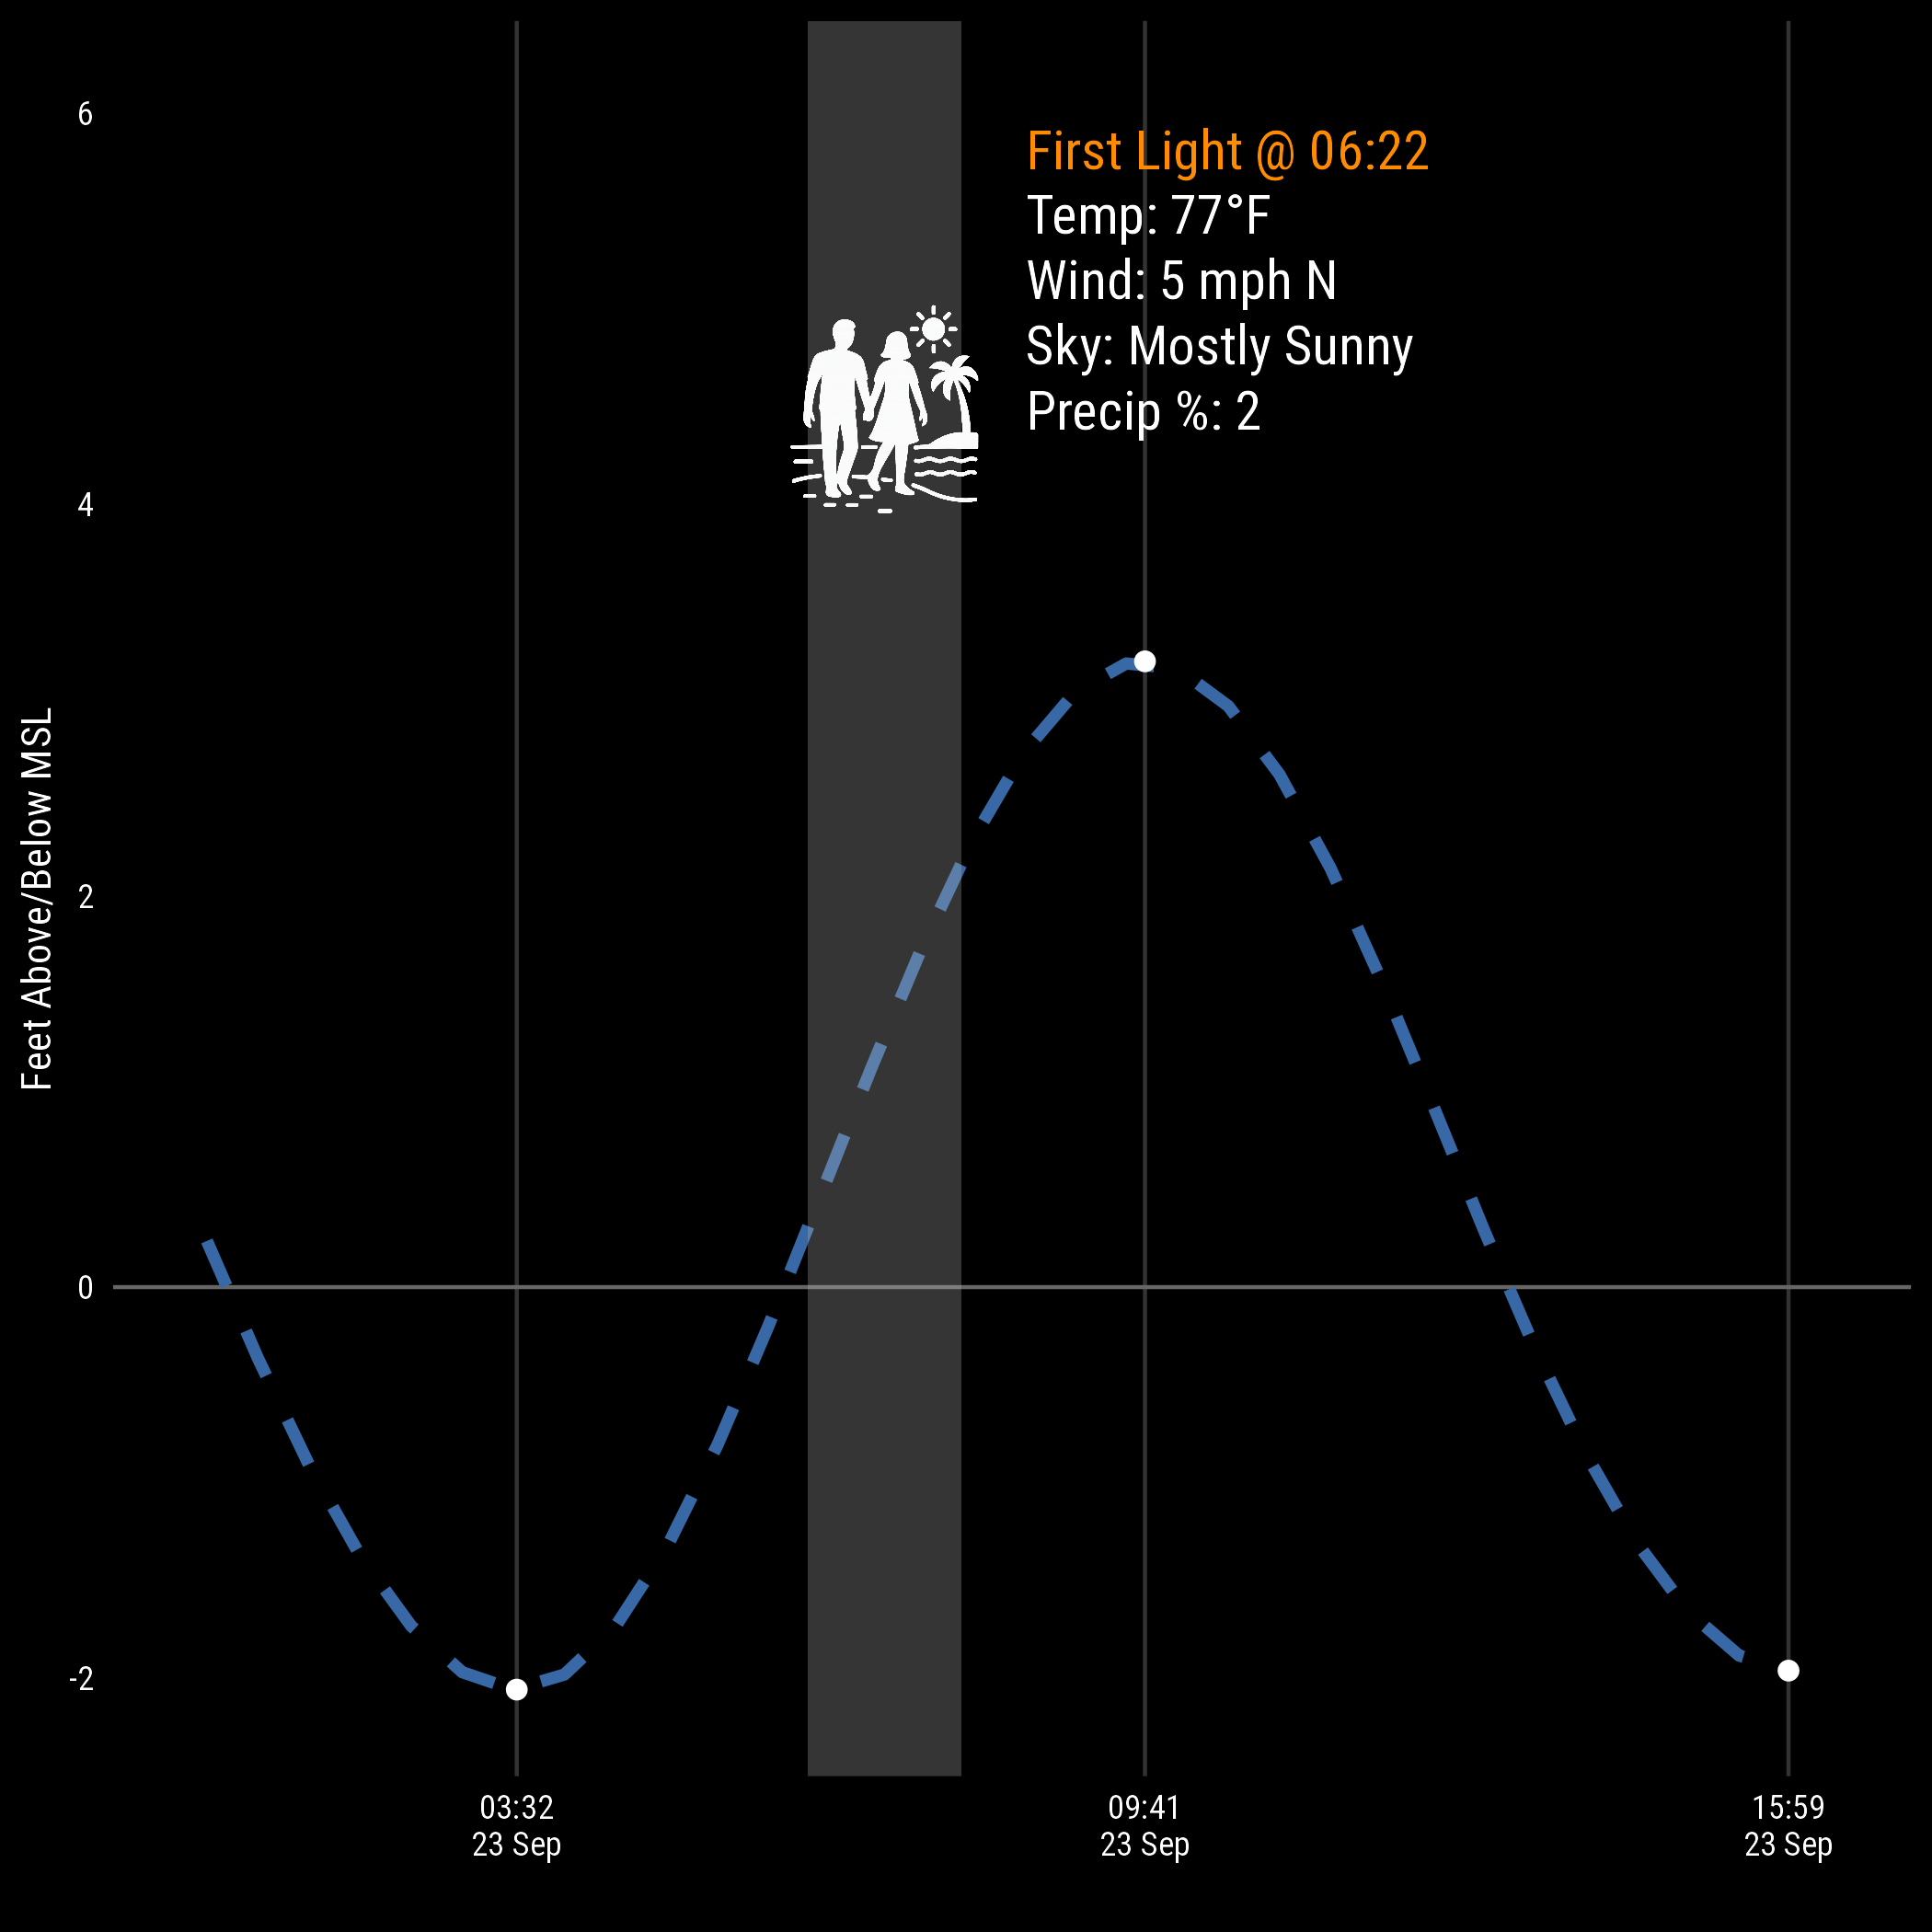 First Light @ 06:22
Temp: 77°F
Wind: 5 mph N
Sky: Mostly Sunny
Precip %: 2
Feet Above/Below MSL
6
4
2
0
-2
03:32
23 Sep
09:41
23 Sep
15:59
23 Sep